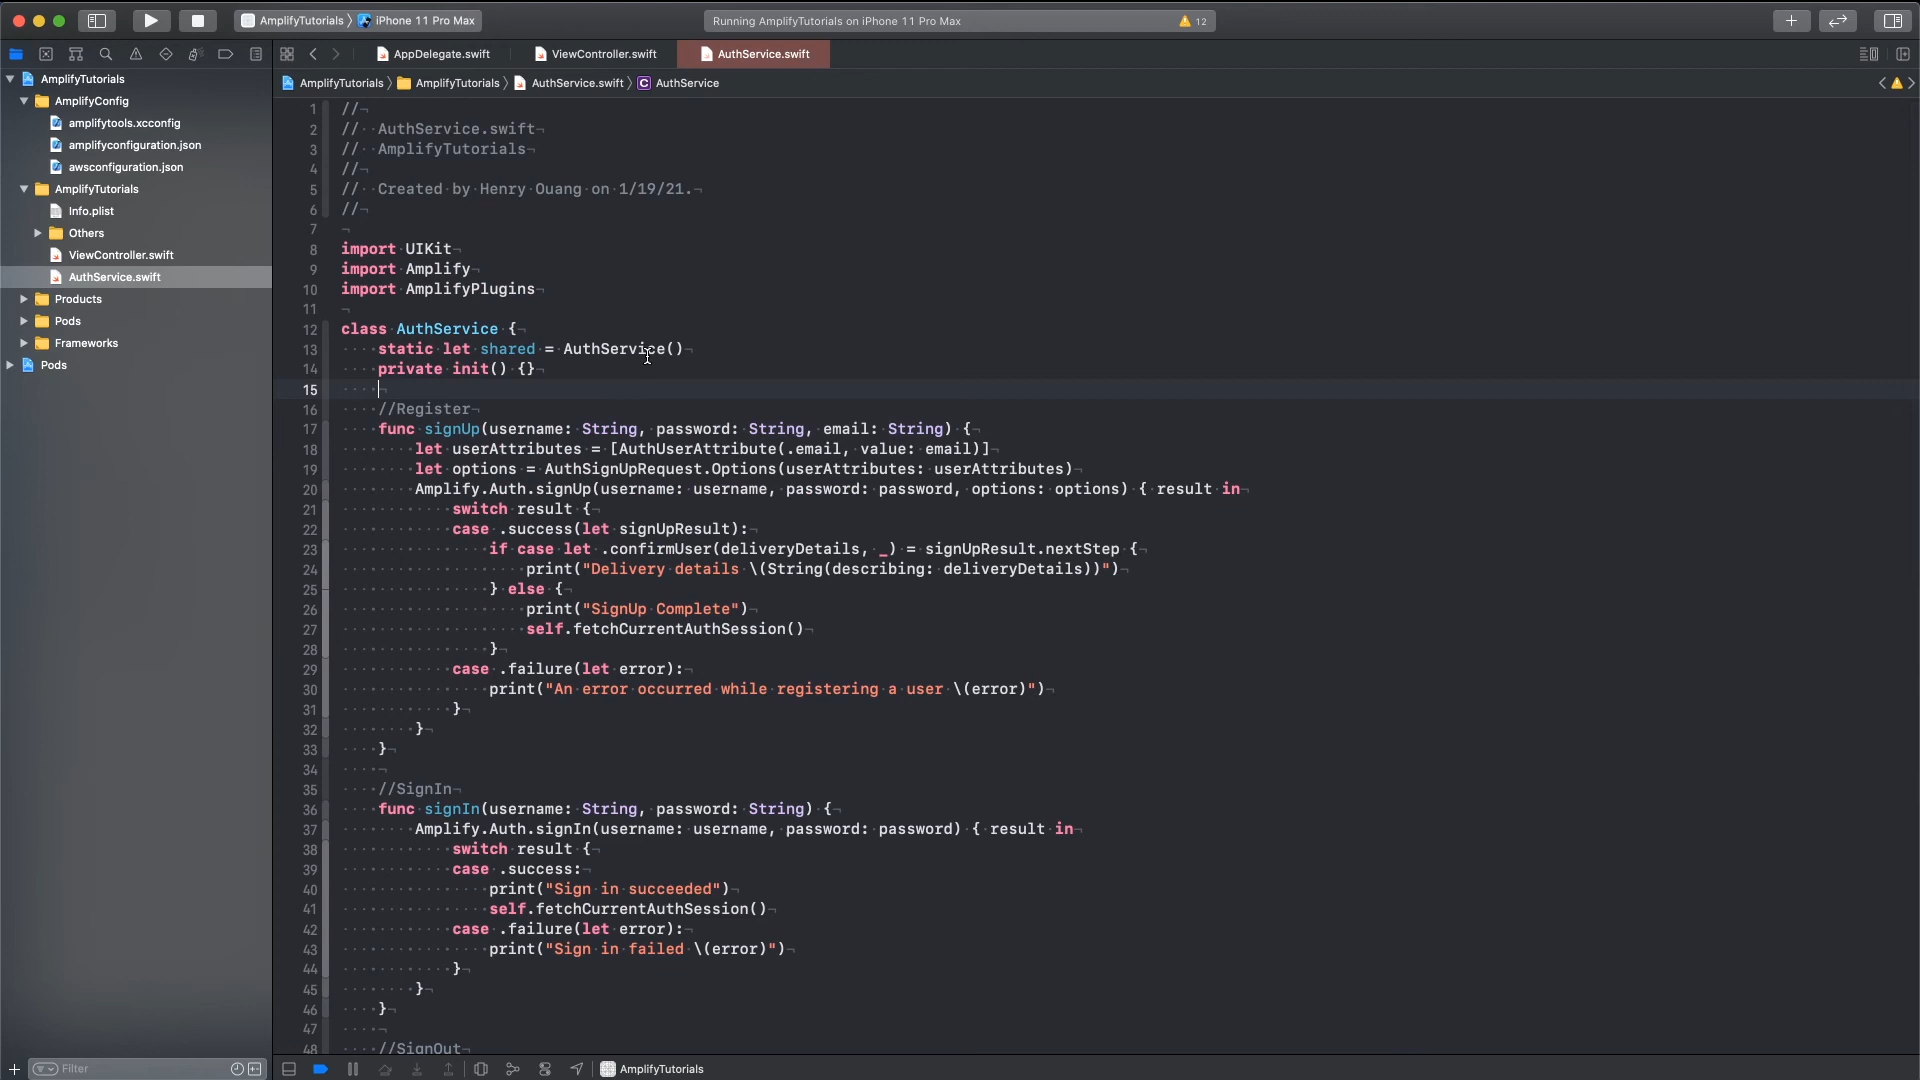 AmplifyTutorials 〉 iPhone 11 Pro Max
Running AmplifyTutorials on iPhone 11 Pro Max
12
AppDelegate.swift
ViewController.swift
AuthService.swift
AmplifyTutorials 〉 AmplifyTutorials 〉 AuthService.swift 〉 C AuthService
AmplifyTutorials
AmplifyConfig
amplifytools.xcconfig
amplifyconfiguration.json
awsconfiguration.json
AmplifyTutorials
Info.plist
Others
ViewController.swift
AuthService.swift
Products
Pods
Frameworks
Pods
1 //
2 //  AuthService.swift
3 //  AmplifyTutorials
4 //
5 //  Created by Henry Ouang on 1/19/21.
6 //
7
8 import UIKit
9 import Amplify
10 import AmplifyPlugins
11
12 class AuthService {
13     static let shared = AuthService()
14     private init() {}
15
16     //Register
17     func signUp(username: String, password: String, email: String) {
18         let userAttributes = [AuthUserAttribute(.email, value: email)]
19         let options = AuthSignUpRequest.Options(userAttributes: userAttributes)
20         Amplify.Auth.signUp(username: username, password: password, options: options) { result in
21             switch result {
22             case .success(let signUpResult):
23                 if case let .confirmUser(deliveryDetails, _) = signUpResult.nextStep {
24                     print("Delivery details \(String(describing: deliveryDetails))")
25                 } else {
26                     print("SignUp Complete")
27                     self.fetchCurrentAuthSession()
28                 }
29             case .failure(let error):
30                 print("An error occurred while registering a user \(error)")
31             }
32         }
33     }
34
35     //SignIn
36     func signIn(username: String, password: String) {
37         Amplify.Auth.signIn(username: username, password: password) { result in
38             switch result {
39             case .success:
40                 print("Sign in succeeded")
41                 self.fetchCurrentAuthSession()
42             case .failure(let error):
43                 print("Sign in failed \(error)")
44             }
45         }
46     }
47
48     //SignOut
Filter
AmplifyTutorials